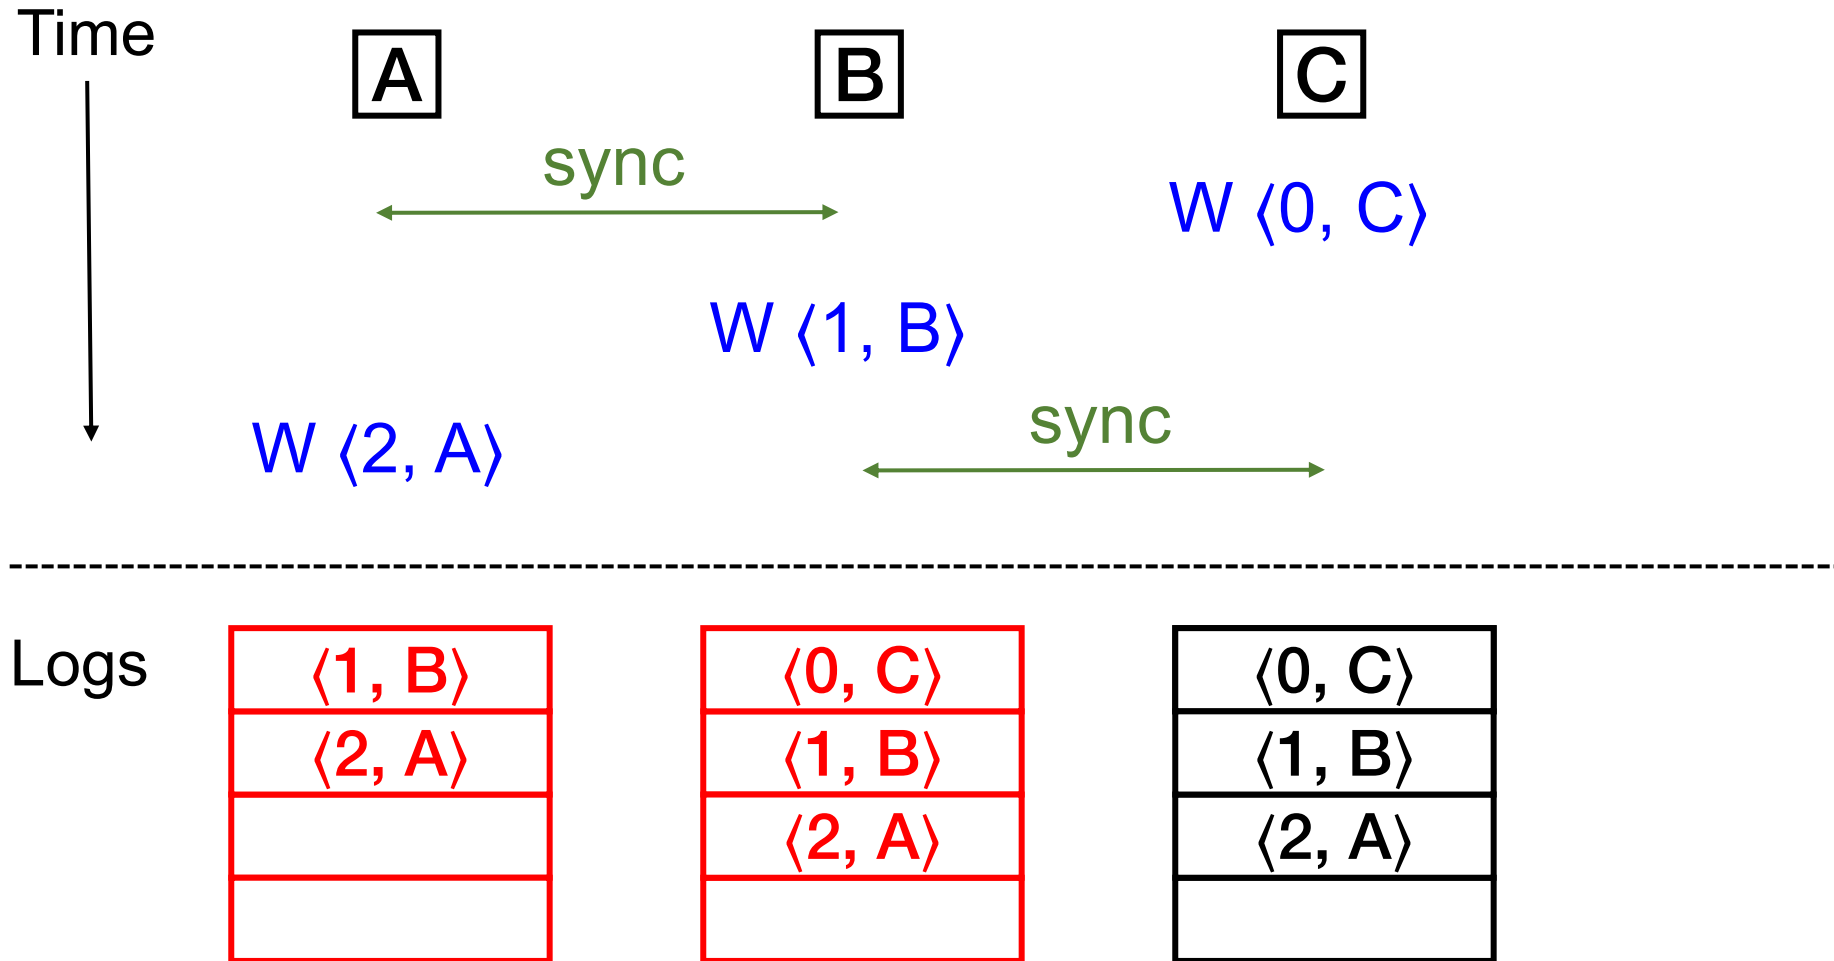 Time
A
B
C
sync
W ⟨0, C⟩
W ⟨1, B⟩
sync
W ⟨2, A⟩
Logs
⟨1, B⟩
⟨0, C⟩
⟨0, C⟩
⟨2, A⟩
⟨1, B⟩
⟨1, B⟩
⟨2, A⟩
⟨2, A⟩